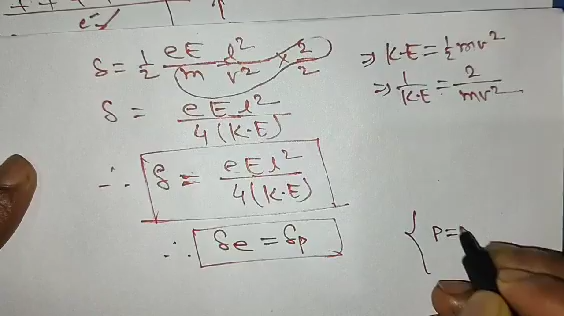 + + + +
e⁻
δ = 1/2 eE/m l²/v² × 2/2
δ = eEl²/4(K·E)
∴ δ = eEl²/4(K·E)
∴ δe = δp
⇒ K·E = 1/2 mv²
⇒ 1/K·E = 2/mv²
{ P =